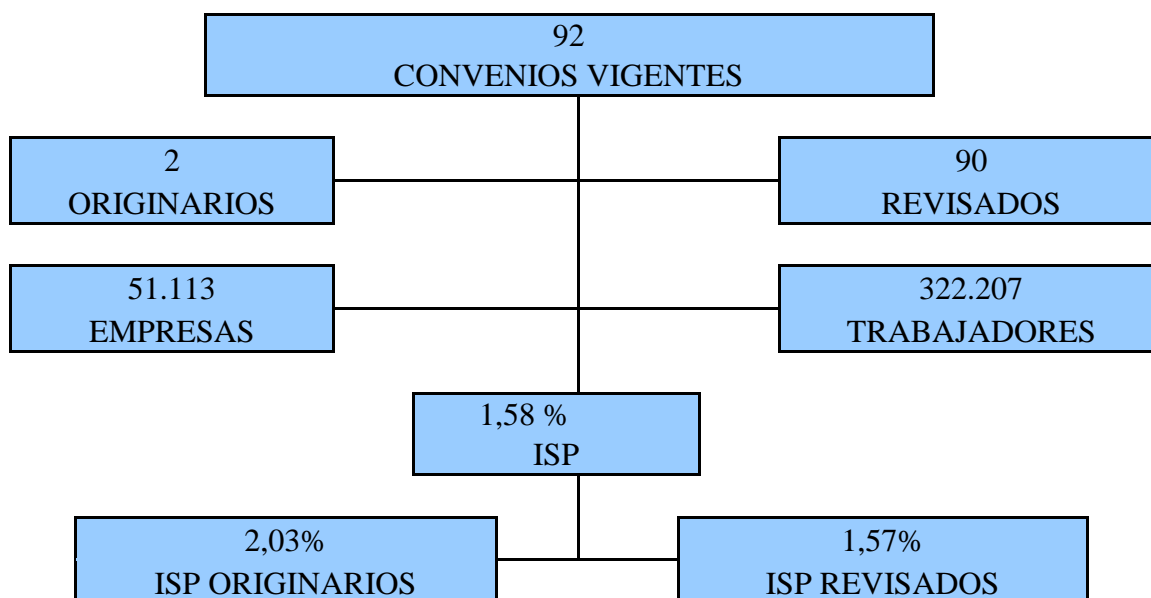 92
CONVENIOS VIGENTES
2
ORIGINARIOS
90
REVISADOS
51.113
EMPRESAS
322.207
TRABAJADORES
1,58 %
ISP
2,03%
ISP ORIGINARIOS
1,57%
ISP REVISADOS